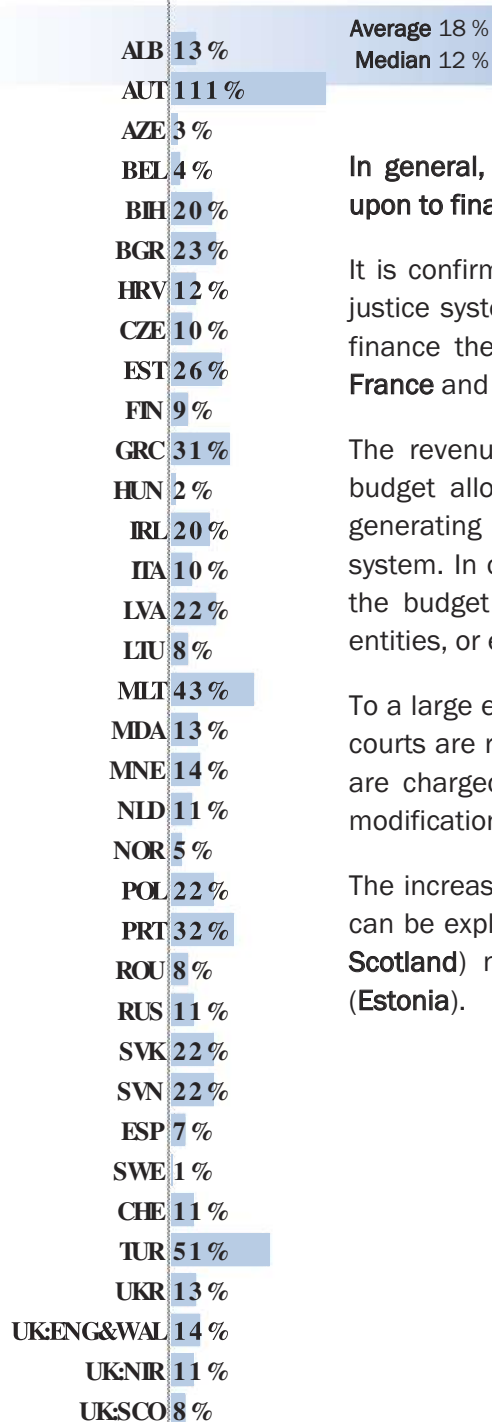 Average 18 %
Median 12 %
ALB 13 %
AUT 111 %
AZE 3 %
BEL 4 %
BIH 20 %
BGR 23 %
HRV 12 %
CZE 10 %
EST 26 %
FIN 9 %
GRC 31 %
HUN 2 %
IRL 20 %
ITA 10 %
LVA 22 %
LTU 8 %
MLT 43 %
MDA 13 %
MNE 14 %
NLD 11 %
NOR 5 %
POL 22 %
PRT 32 %
ROU 8 %
RUS 11 %
SVK 22 %
SVN 22 %
ESP 7 %
SWE 1 %
CHE 11 %
TUR 51 %
UKR 13 %
UK:ENG&WAL 14 %
UK:NIR 11 %
UK:SCO 8 %
In general,
upon to fina
It is confirm
justice syste
finance the
France and
The revenu
budget allo
generating
system. In c
the budget
entities, or e
To a large e
courts are r
are charged
modification
The increas
can be expl
Scotland) r
(Estonia).